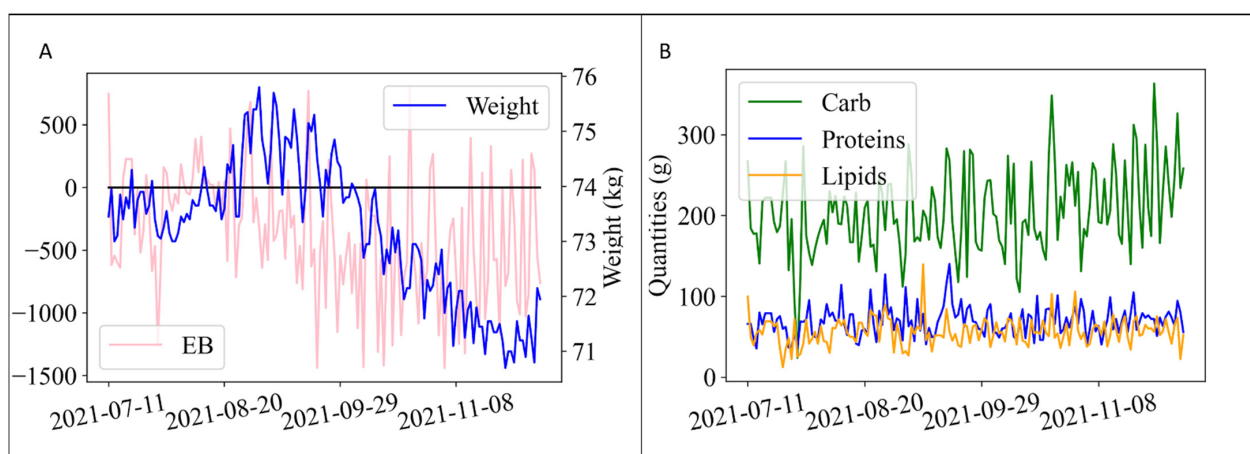 A
500
0
−500
−1000
−1500
Weight
EB
76
75
74
73
72
71
Weight (kg)
2021-07-11
2021-08-20
2021-09-29
2021-11-08
B
Quantities (g)
300
200
100
0
Carb
Proteins
Lipids
2021-07-11
2021-08-20
2021-09-29
2021-11-08